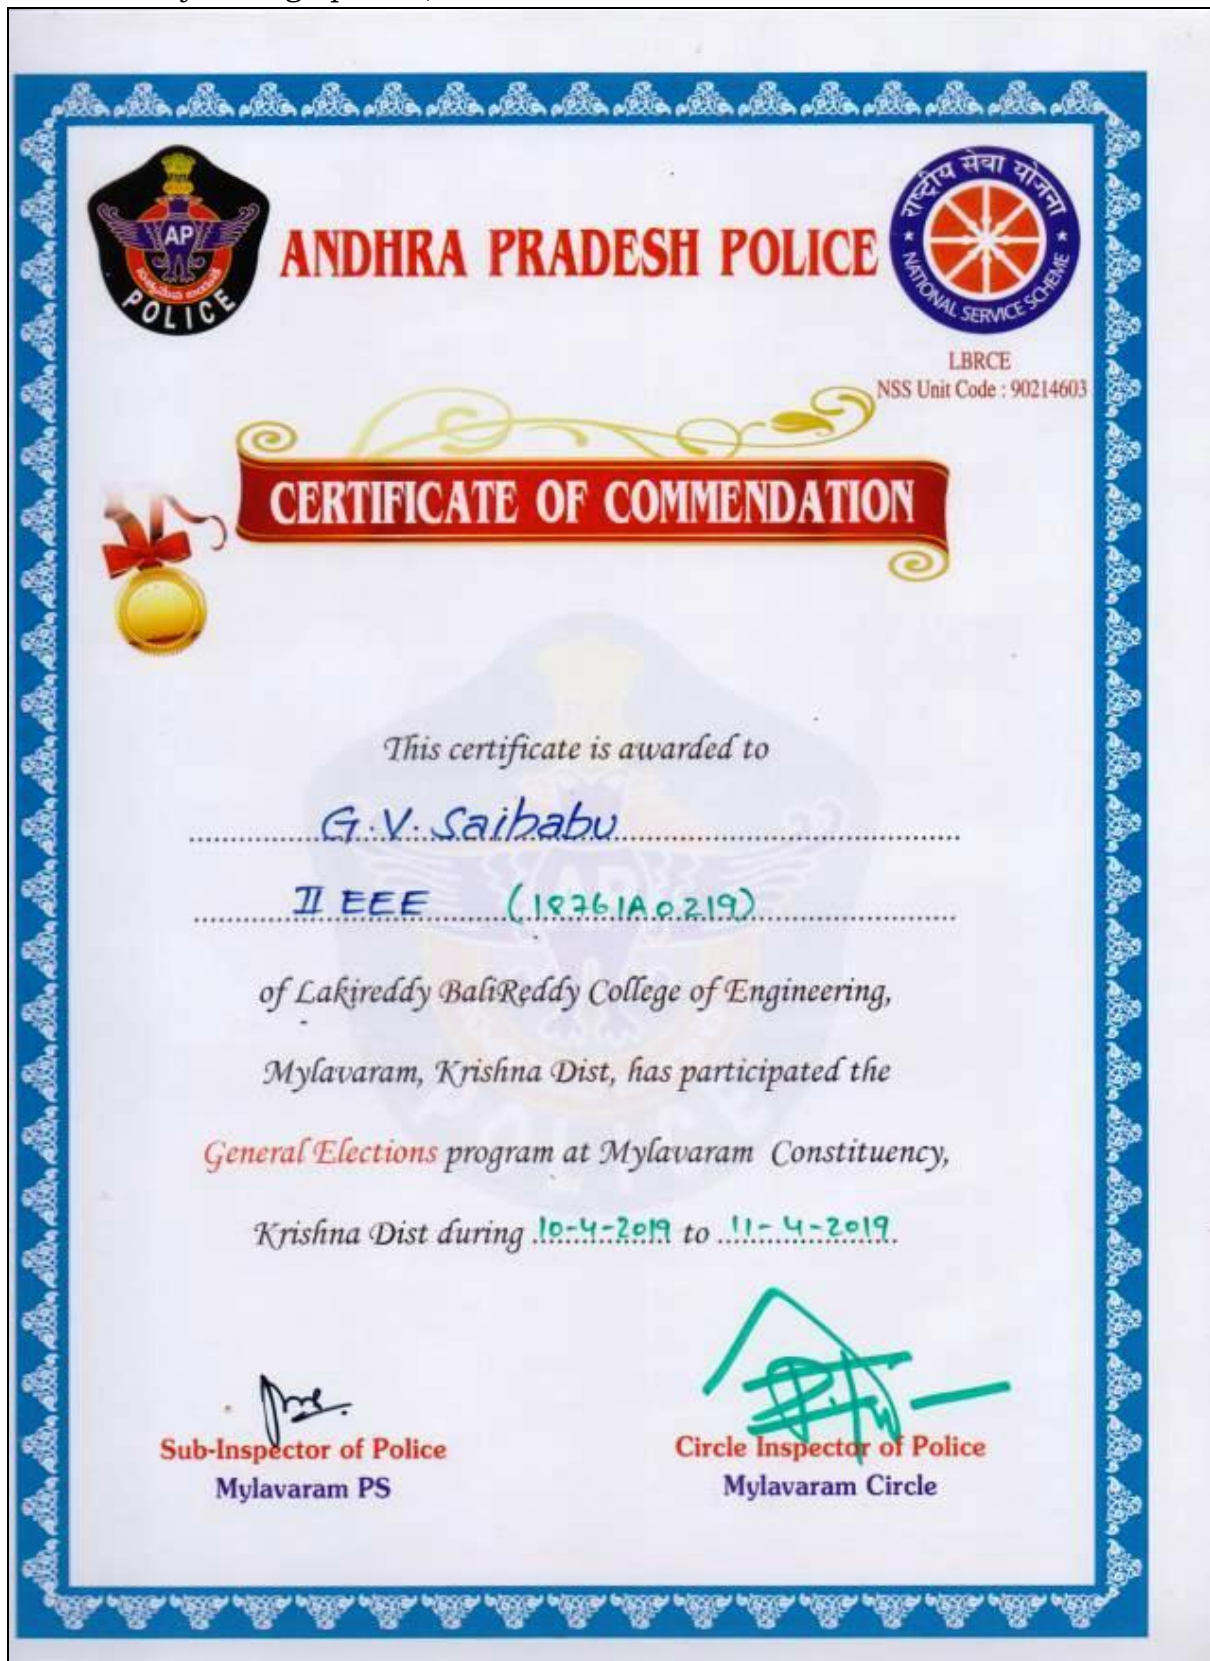 ANDHRA PRADESH POLICE
AP
POLICE
राष्ट्रीय सेवा योजना
NATIONAL SERVICE SCHEME
LBRCE
NSS Unit Code : 90214603
CERTIFICATE OF COMMENDATION
This certificate is awarded to
G.V. Saibabu
II EEE (18761A0219)
of Lakireddy BaliReddy College of Engineering,
Mylavaram, Krishna Dist, has participated the
General Elections program at Mylavaram Constituency,
Krishna Dist during 10-4-2019 to 11-4-2019
Sub-Inspector of Police
Mylavaram PS
Circle Inspector of Police
Mylavaram Circle